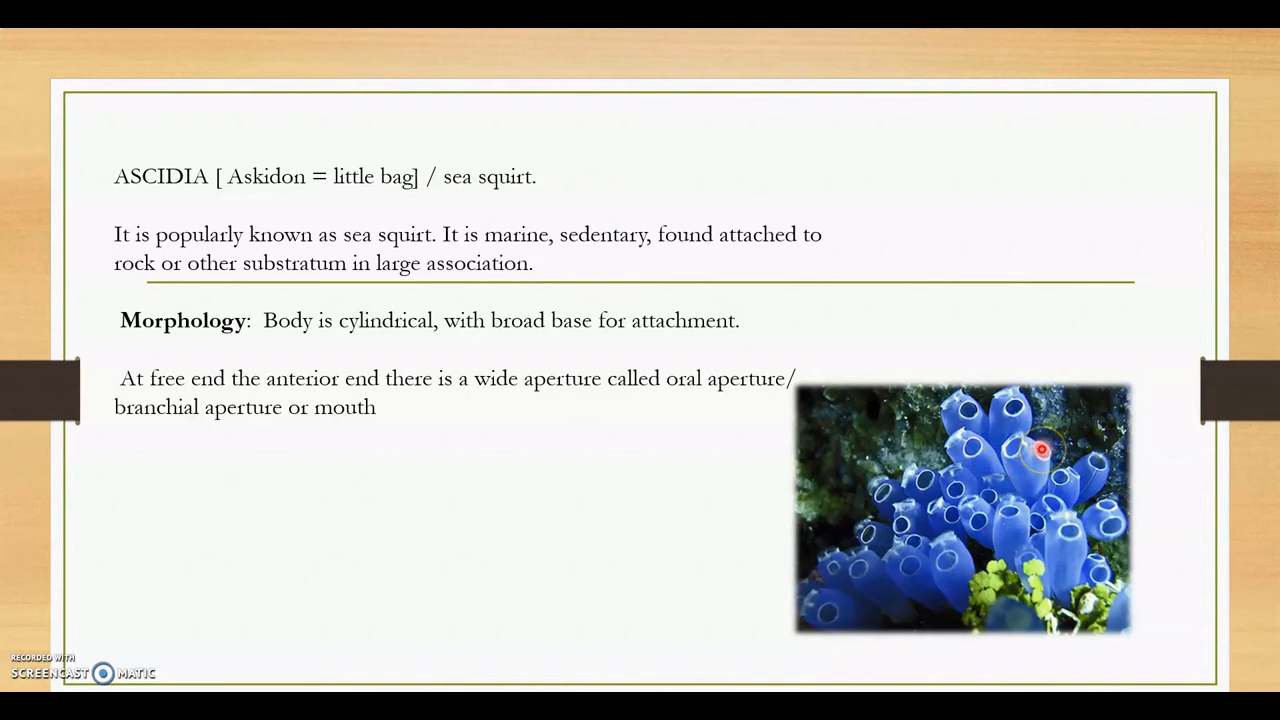 ASCIDIA [ Askidon = little bag] / sea squirt.
It is popularly known as sea squirt. It is marine, sedentary, found attached to
rock or other substratum in large association.
Morphology:  Body is cylindrical, with broad base for attachment.
At free end the anterior end there is a wide aperture called oral aperture/
branchial aperture or mouth
RECORDED WITH
SCREENCAST MATIC